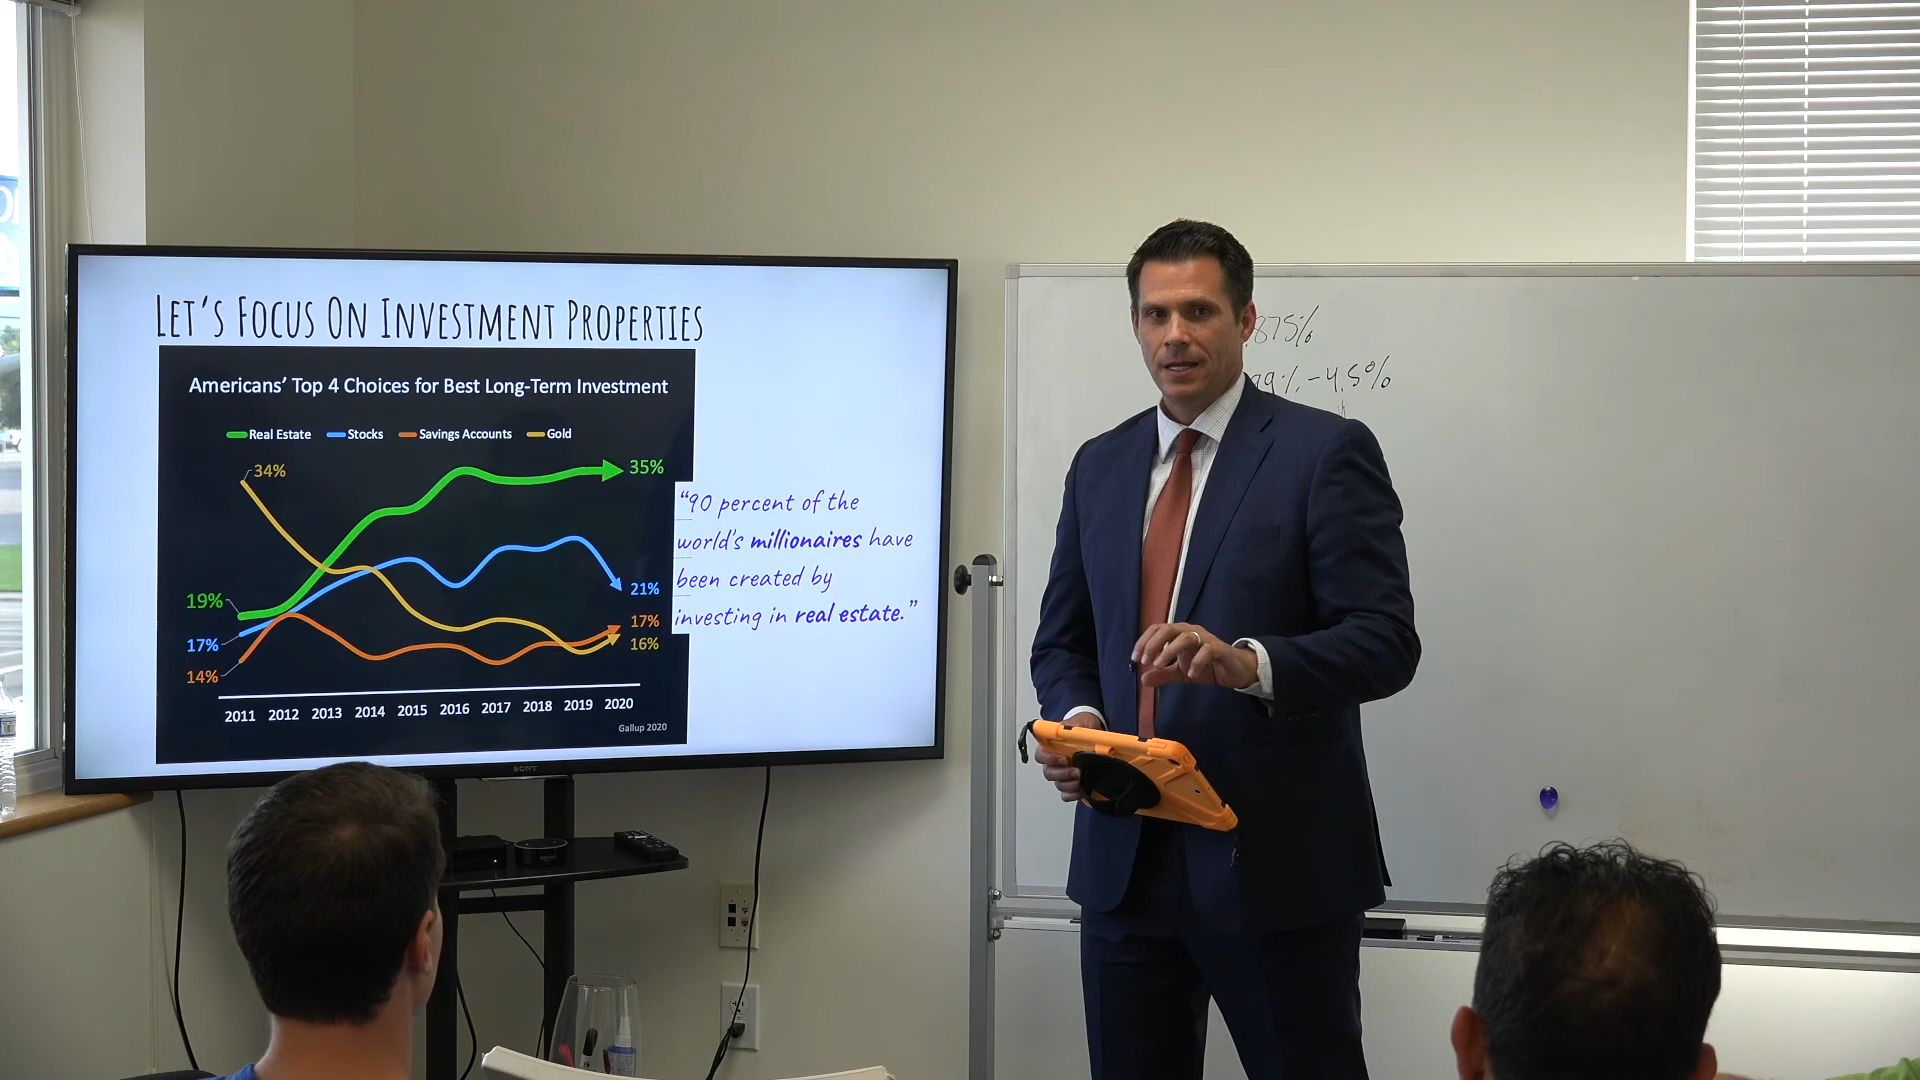 LET'S FOCUS ON INVESTMENT PROPERTIES
Americans' Top 4 Choices for Best Long-Term Investment
Real Estate Stocks Savings Accounts Gold
34%
35%
19%
17%
14%
21%
17%
16%
2011 2012 2013 2014 2015 2016 2017 2018 2019 2020
Gallup 2020
"90 percent of the
world's millionaires have
been created by
investing in real estate."
SONY
.875%
99% - 4.5%